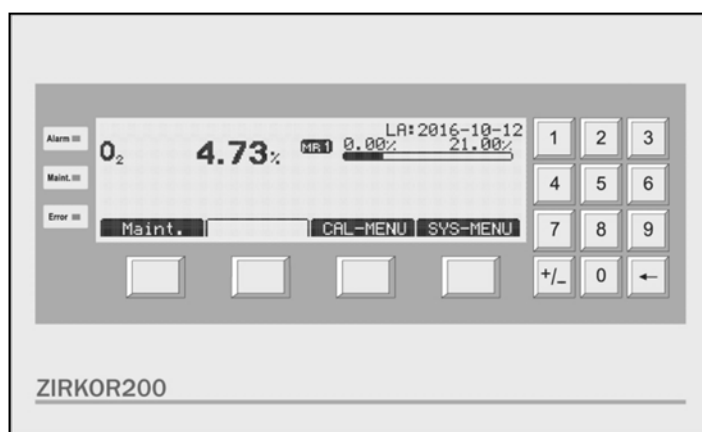 Alarm
Maint.
Error
LA:2016-10-12
O₂ 4.73% MR1 0.00% 21.00%
Maint. CAL-MENU SYS-MENU
1 2 3
4 5 6
7 8 9
+/- 0 ←
ZIRKOR200